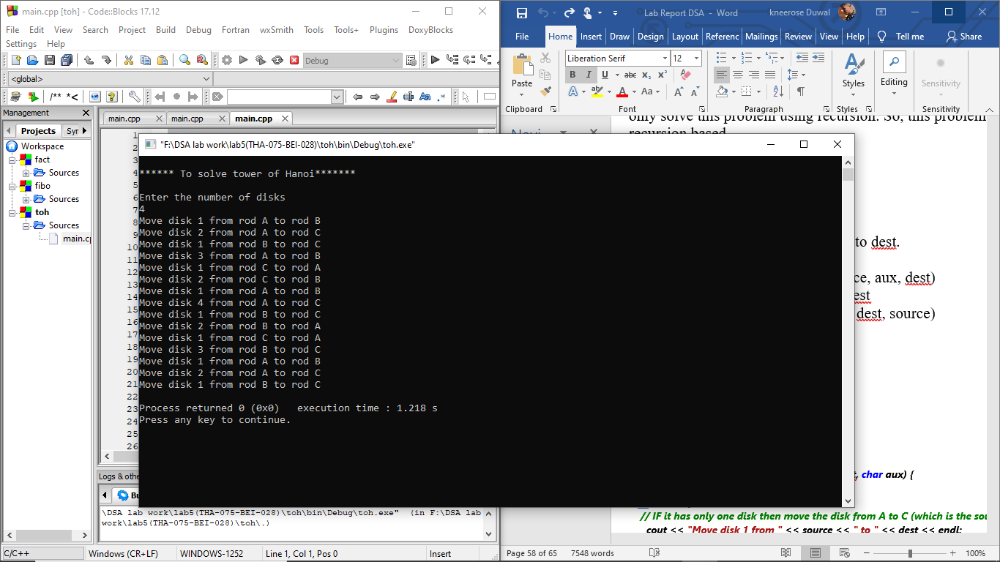 main.cpp [toh] - Code::Blocks 17.12
File Edit View Search Project Build Debug Fortran wxSmith Tools Tools+ Plugins DoxyBlocks
Settings Help
Debug
<global>
/** *<
Management
Projects
Workspace
fact
Sources
fibo
Sources
toh
Sources
main.cp
main.cpp main.cpp main.cpp
1
2
3
4
5
6
7
8
9
10
11
12
13
14
15
16
17
18
19
20
21
22
23
24
25
26
"F:\DSA lab work\lab5(THA-075-BEI-028)\toh\bin\Debug\toh.exe"
****** To solve tower of Hanoi*******
Enter the number of disks
4
Move disk 1 from rod A to rod B
Move disk 2 from rod A to rod C
Move disk 1 from rod B to rod C
Move disk 3 from rod A to rod B
Move disk 1 from rod C to rod A
Move disk 2 from rod C to rod B
Move disk 1 from rod A to rod B
Move disk 4 from rod A to rod C
Move disk 1 from rod B to rod C
Move disk 2 from rod B to rod A
Move disk 1 from rod C to rod A
Move disk 3 from rod B to rod C
Move disk 1 from rod A to rod B
Move disk 2 from rod A to rod C
Move disk 1 from rod B to rod C
Process returned 0 (0x0) execution time : 1.218 s
Press any key to continue.
Logs & othe
Bu
\DSA lab work\lab5(THA-075-BEI-028)\toh\bin\Debug\toh.exe" (in F:\DSA lab
work\lab5(THA-075-BEI-028)\toh\.)
C/C++ Windows (CR+LF) WINDOWS-1252 Line 1, Col 1, Pos 0 Insert
Lab Report DSA - Word kneerose Duwal
File Home Insert Draw Design Layout Referenc Mailings Review View Help Tell me Share
Liberation Serif 12
B I U abc x₂ x²
Paste Styles Editing Sensitivity
Clipboard Font Paragraph Styles Sensitivity
only solve this problem using recursion. So, this problem
recursion based
to dest.
ce, aux, dest)
est
dest, source)
char aux) {
// IF it has only one disk then move the disk from A to C (which is the sou
cout << "Move disk 1 from " << source << " to " << dest << endl;
Page 58 of 65 7548 words 100%